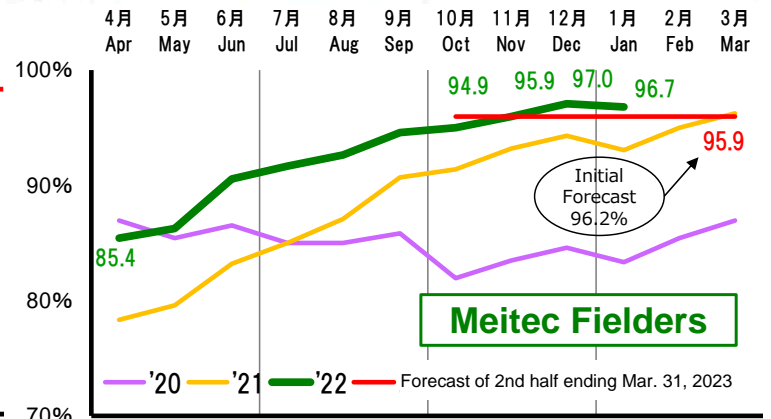 4月 5月 6月 7月 8月 9月 10月 11月 12月 1月 2月 3月
Apr May Jun Jul Aug Sep Oct Nov Dec Jan Feb Mar
100%
94.9 95.9 97.0 96.7
95.9
90%
Initial
Forecast
96.2%
85.4
80%
Meitec Fielders
'20 '21 '22 Forecast of 2nd half ending Mar. 31, 2023
70%